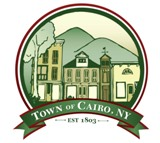 TOWN OF CAIRO, NY
EST 1803